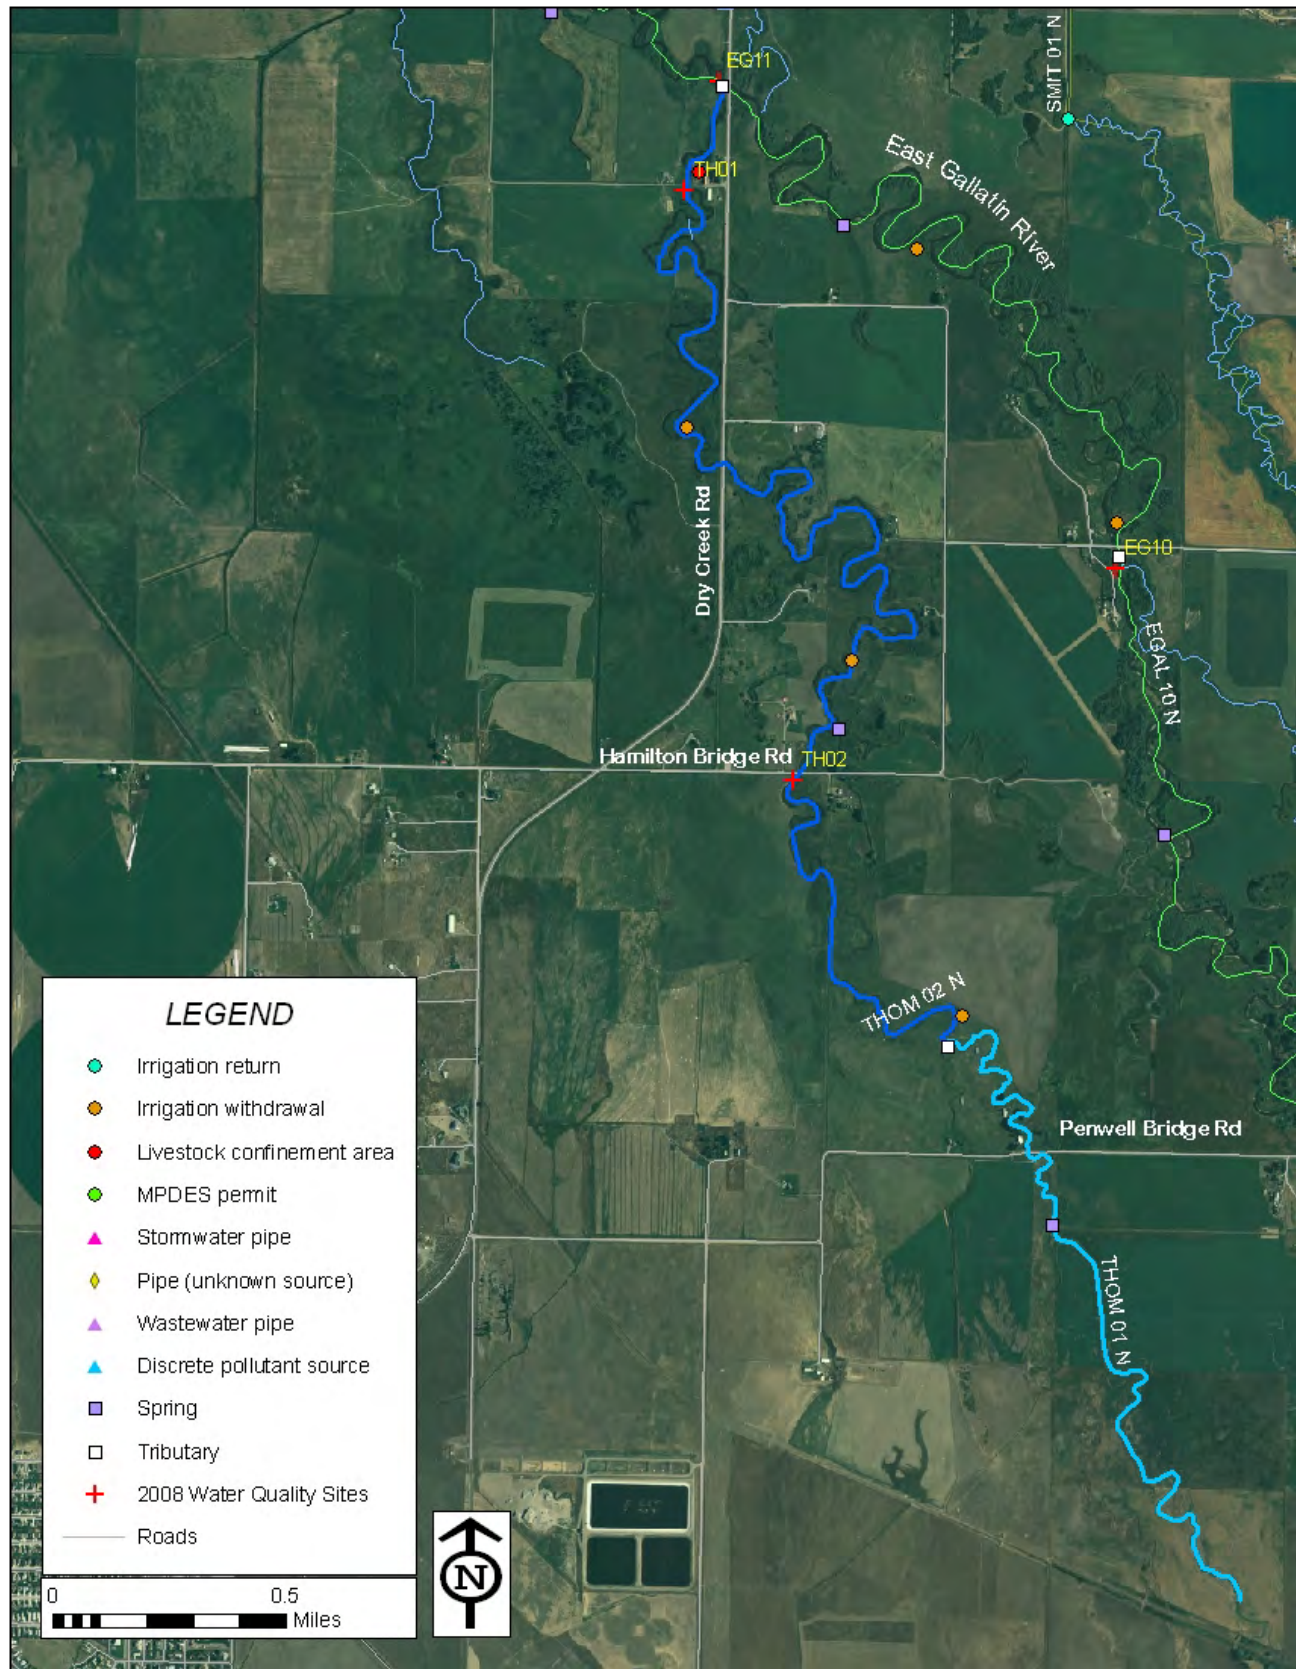 EG11
SMIT 01 N
TH01
East Gallatin River
Dry Creek Rd
EG10
EGAL 10 N
Hamilton Bridge Rd
TH02
THOM 02 N
Penwell Bridge Rd
THOM 01 N
LEGEND
Irrigation return
Irrigation withdrawal
Livestock confinement area
MPDES permit
Stormwater pipe
Pipe (unknown source)
Wastewater pipe
Discrete pollutant source
Spring
Tributary
2008 Water Quality Sites
Roads
0 0.5
Miles
N